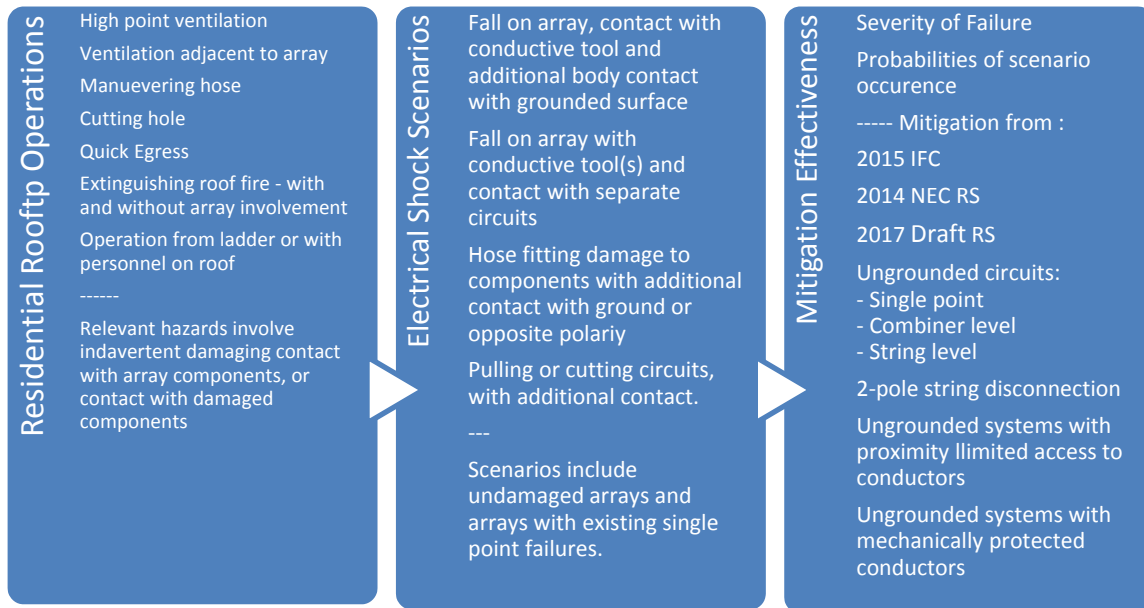 Residential Rooftp Operations
High point ventilation
Ventilation adjacent to array
Manuevering hose
Cutting hole
Quick Egress
Extinguishing roof fire - with
and without array involvement
Operation from ladder or with
personnel on roof
------
Relevant hazards involve
indavertent damaging contact
with array components, or
contact with damaged
components
Electrical Shock Scenarios
Fall on array, contact with
conductive tool and
additional body contact
with grounded surface
Fall on array with
conductive tool(s) and
contact with separate
circuits
Hose fitting damage to
components with additional
contact with ground or
opposite polariy
Pulling or cutting circuits,
with additional contact.
---
Scenarios include
undamaged arrays and
arrays with existing single
point failures.
Mitigation Effectiveness
Severity of Failure
Probabilities of scenario
occurence
----- Mitigation from :
2015 IFC
2014 NEC RS
2017 Draft RS
Ungrounded circuits:
- Single point
- Combiner level
- String level
2-pole string disconnection
Ungrounded systems with
proximity llimited access to
conductors
Ungrounded systems with
mechanically protected
conductors